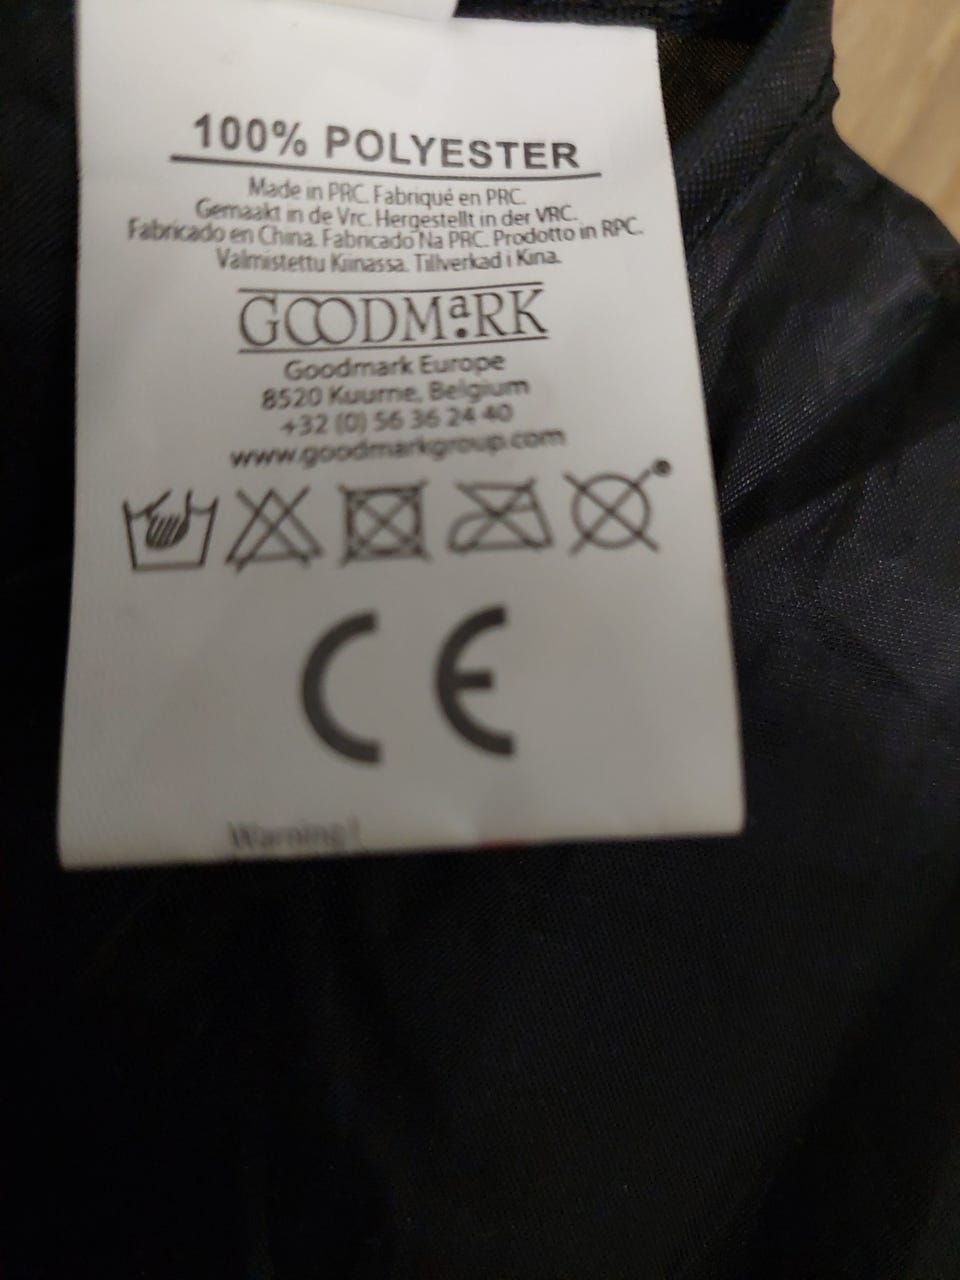 100% POLYESTER
Made in PRC. Fabriqué en PRC.
Gemaakt in de Vrc. Hergestellt in der VRC.
Fabricado en China. Fabricado Na PRC. Prodotto in RPC.
Valmistettu Kiinassa. Tillverkad i Kina.
GOODMaRK
Goodmark Europe
8520 Kuurne, Belgium
+32 (0) 56 36 24 40
www.goodmarkgroup.com
CE
Warning !